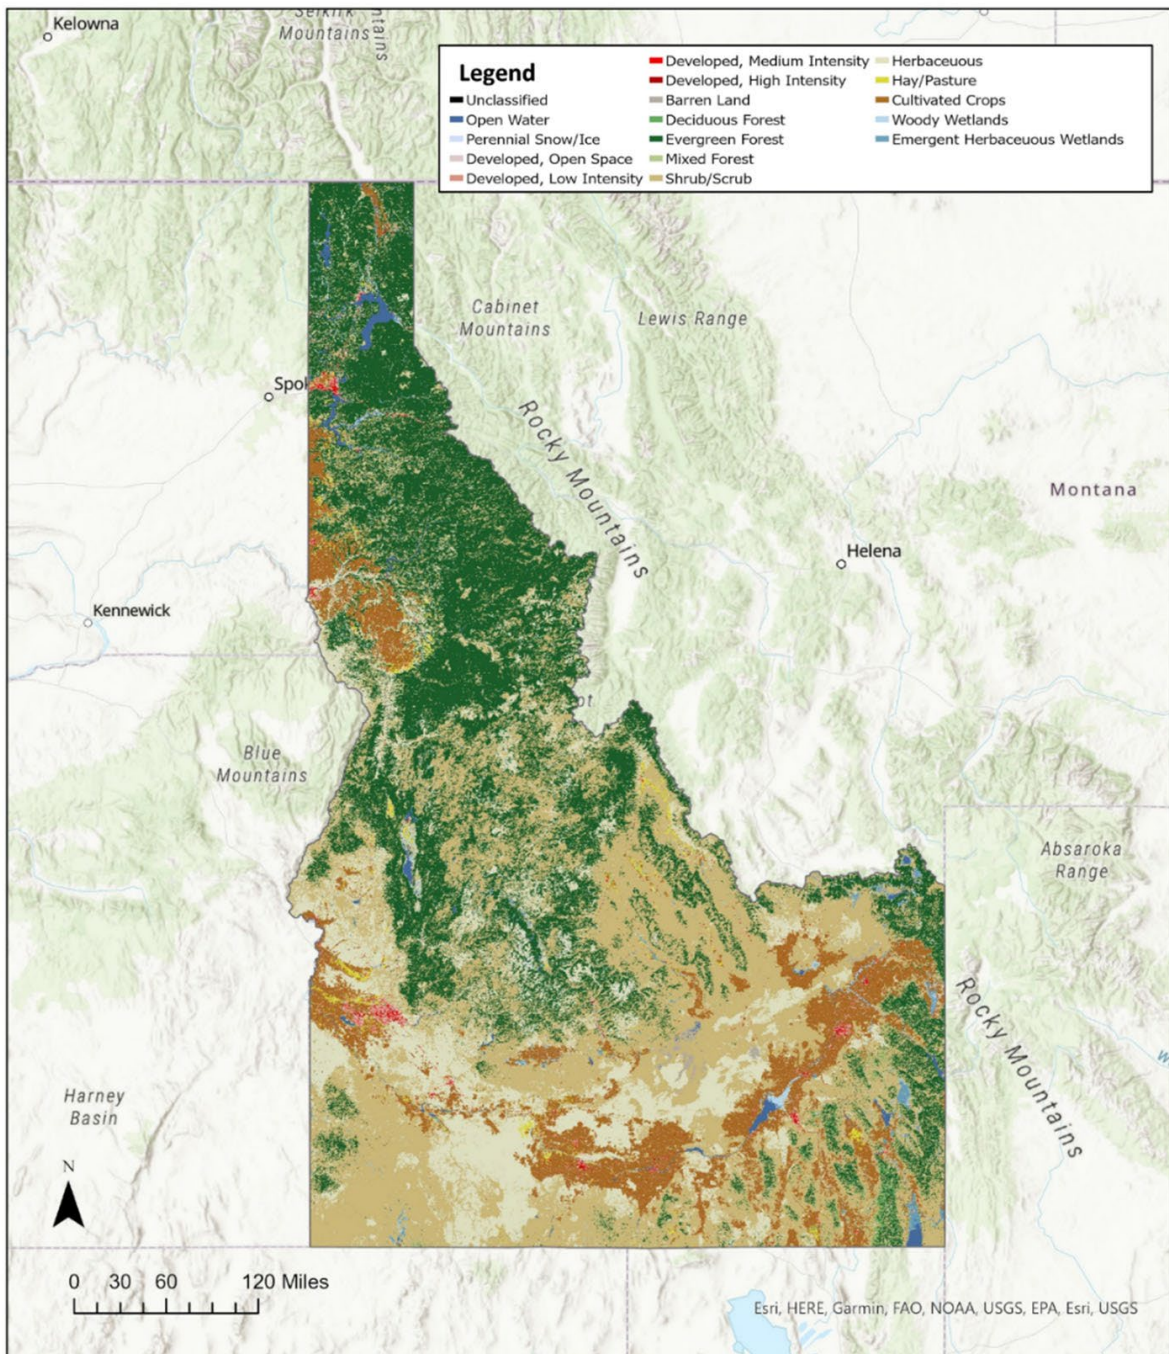 Kelowna
Selkirk
Mountains
ntains
Legend
Unclassified
Open Water
Perennial Snow/Ice
Developed, Open Space
Developed, Low Intensity
Developed, Medium Intensity
Developed, High Intensity
Barren Land
Deciduous Forest
Evergreen Forest
Mixed Forest
Shrub/Scrub
Herbaceuous
Hay/Pasture
Cultivated Crops
Woody Wetlands
Emergent Herbaceuous Wetlands
Cabinet
Mountains
Lewis Range
Spok
Rocky Mountains
Montana
Helena
Kennewick
ot
Blue
Mountains
Absaroka
Range
Rocky Mountains
W
Harney
Basin
N
0 30 60 120 Miles
Esri, HERE, Garmin, FAO, NOAA, USGS, EPA, Esri, USGS